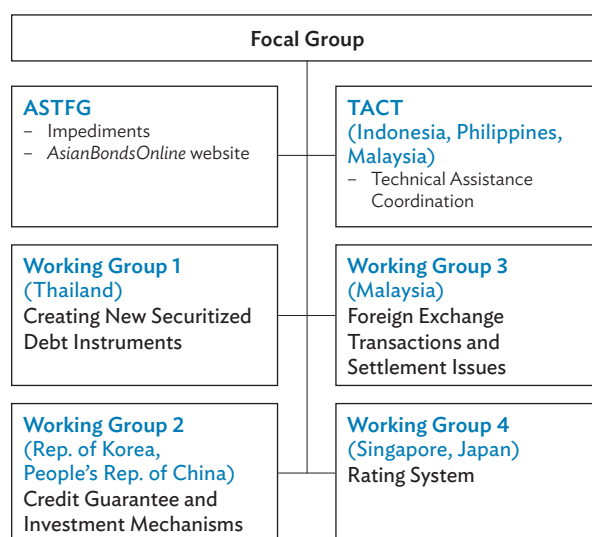 Focal Group
ASTFG
– Impediments
– AsianBondsOnline website
TACT
(Indonesia, Philippines,
Malaysia)
– Technical Assistance
Coordination
Working Group 1
(Thailand)
Creating New Securitized
Debt Instruments
Working Group 3
(Malaysia)
Foreign Exchange
Transactions and
Settlement Issues
Working Group 2
(Rep. of Korea,
People’s Rep. of China)
Credit Guarantee and
Investment Mechanisms
Working Group 4
(Singapore, Japan)
Rating System